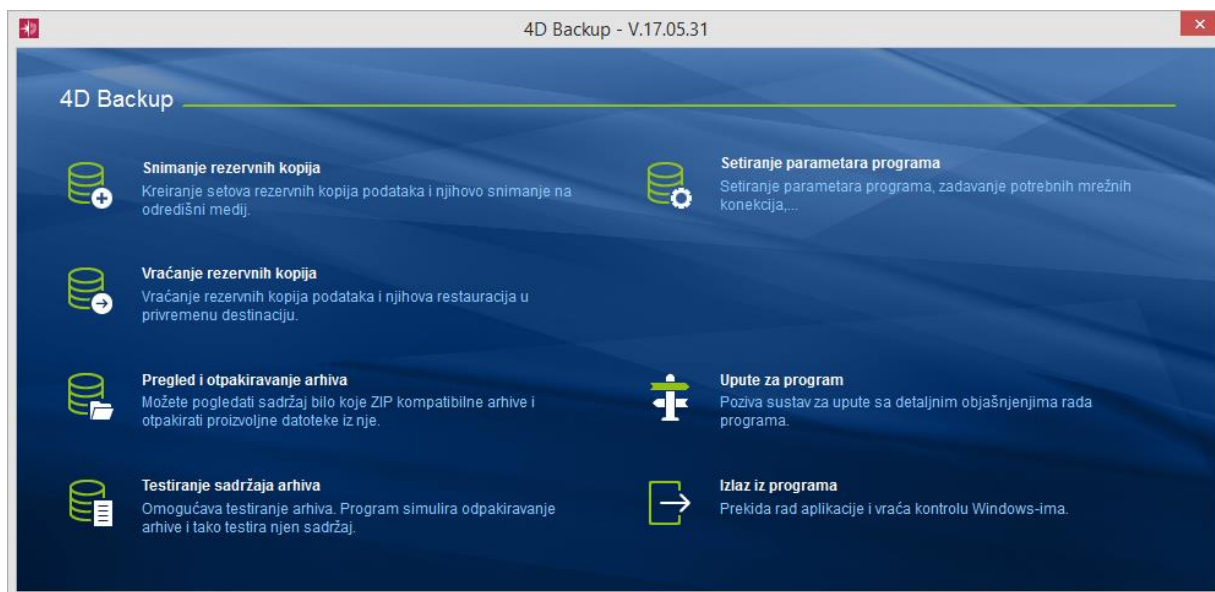 4D Backup - V.17.05.31
4D Backup
Snimanje rezervnih kopija
Kreiranje setova rezervnih kopija podataka i njihovo snimanje na
odredišni medij.
Vraćanje rezervnih kopija
Vraćanje rezervnih kopija podataka i njihova restauracija u
privremenu destinaciju.
Pregled i otpakiravanje arhiva
Možete pogledati sadržaj bilo koje ZIP kompatibilne arhive i
otpakirati proizvoljne datoteke iz nje.
Testiranje sadržaja arhiva
Omogućava testiranje arhiva. Program simulira odpakiravanje
arhive i tako testira njen sadržaj.
Setiranje parametara programa
Setiranje parametara programa, zadavanje potrebnih mrežnih
konekcija,...
Upute za program
Poziva sustav za upute sa detaljnim objašnjenjima rada
programa.
Izlaz iz programa
Prekida rad aplikacije i vraća kontrolu Windows-ima.